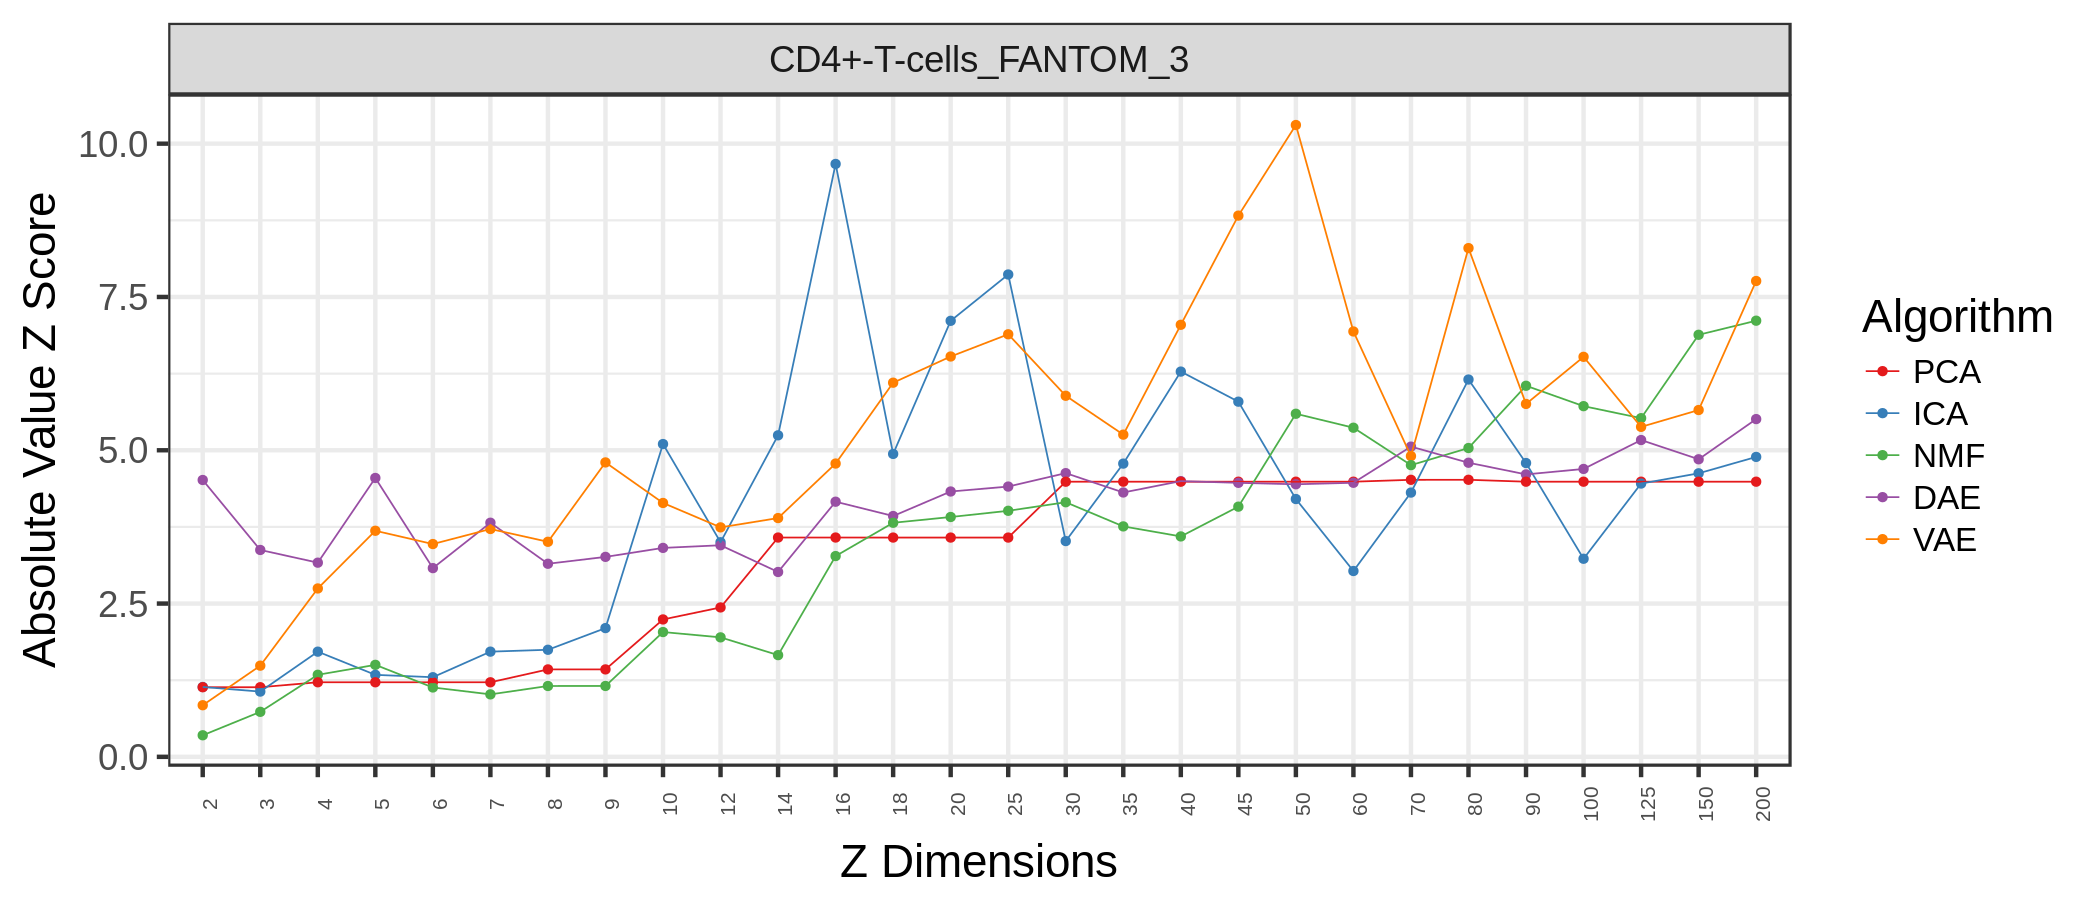 CD4+-T-cells_FANTOM_3
Absolute Value Z Score
10.0
7.5
5.0
2.5
0.0
2 3 4 5 6 7 8 9 10 12 14 16 18 20 25 30 35 40 45 50 60 70 80 90 100 125 150 200
Z Dimensions
Algorithm
PCA
ICA
NMF
DAE
VAE